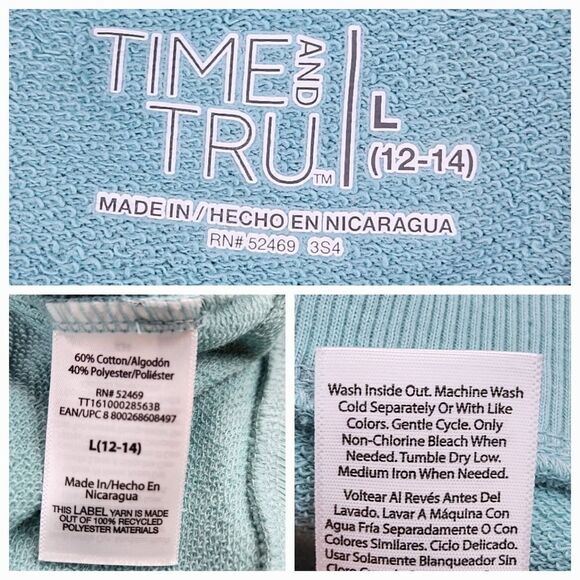 TIME AND
TRU™
L
(12-14)
MADE IN / HECHO EN NICARAGUA
RN# 52469 3S4
60% Cotton/Algodón
40% Polyester/Poliéster
RN# 52469
TT16100028563B
EAN/UPC 8 800268608497
L(12-14)
Made In/Hecho En
Nicaragua
THIS LABEL YARN IS MADE
OUT OF 100% RECYCLED
POLYESTER MATERIALS
Wash Inside Out. Machine Wash
Cold Separately Or With Like
Colors. Gentle Cycle. Only
Non-Chlorine Bleach When
Needed. Tumble Dry Low.
Medium Iron When Needed.
Voltear Al Revés Antes Del
Lavado. Lavar A Máquina Con
Agua Fría Separadamente O Con
Colores Similares. Ciclo Delicado.
Usar Solamente Blanqueador Sin